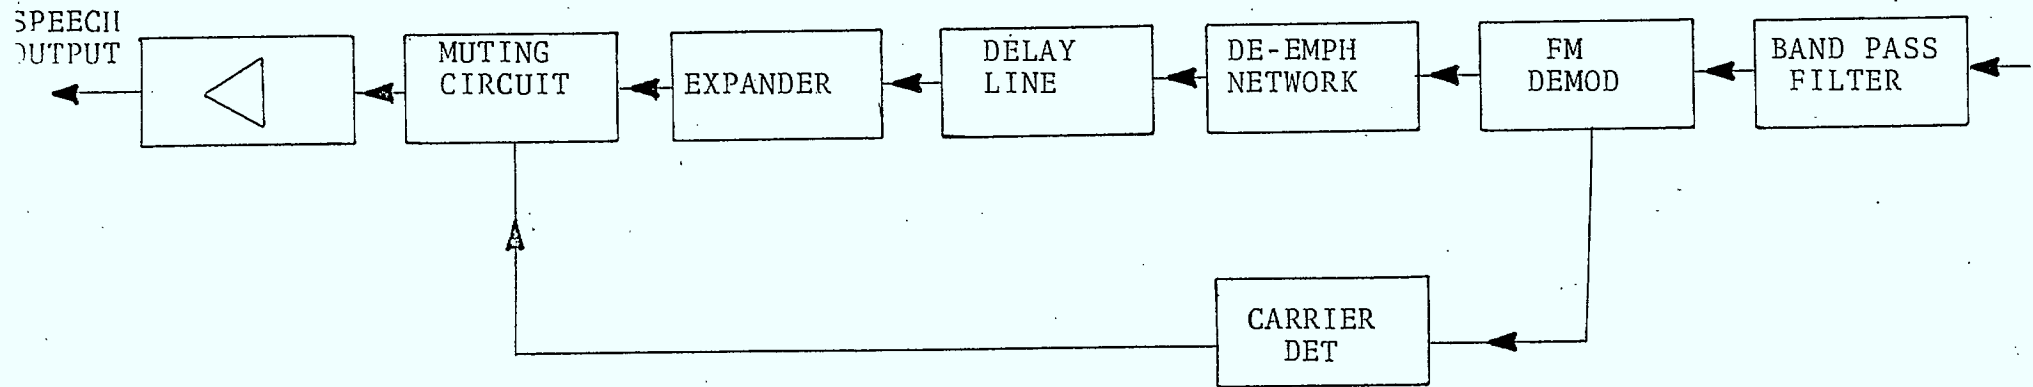 SPEECH
OUTPUT
MUTING
CIRCUIT
EXPANDER
DELAY
LINE
DE-EMPH
NETWORK
FM
DEMOD
BAND PASS
FILTER
CARRIER
DET